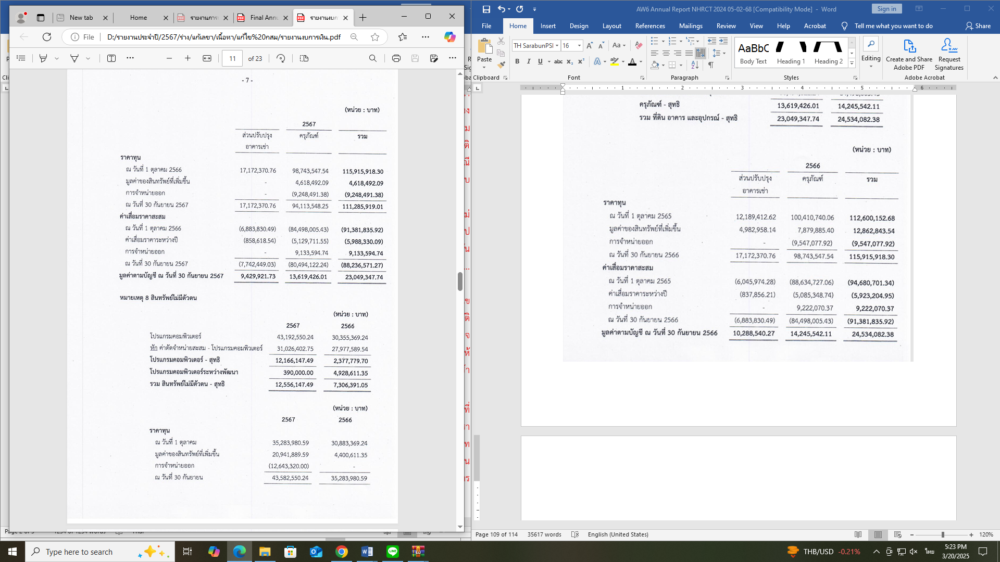 New tab
Home
รายงานการเ
Final Annu
รายงานงบก
File
D:/รายงานประจำปี/2567/ร่าง/แก้เลขา/เนื้อหา/แก้ไข%20กสม/รายงานงบการเงิน.pdf
11 of 23
- 7 -
(หน่วย : บาท)
2567
ส่วนปรับปรุง ครุภัณฑ์ รวม
อาคารเช่า
ราคาทุน
ณ วันที่ 1 ตุลาคม 2566 17,172,370.76 98,743,547.54 115,915,918.30
มูลค่าของสินทรัพย์ที่เพิ่มขึ้น - 4,618,492.09 4,618,492.09
การจำหน่ายออก - (9,248,491.38) (9,248,491.38)
ณ วันที่ 30 กันยายน 2567 17,172,370.76 94,113,548.25 111,285,919.01
ค่าเสื่อมราคาสะสม
ณ วันที่ 1 ตุลาคม 2566 (6,883,830.49) (84,498,005.43) (91,381,835.92)
ค่าเสื่อมราคาระหว่างปี (858,618.54) (5,129,711.55) (5,988,330.09)
การจำหน่ายออก - 9,133,594.74 9,133,594.74
ณ วันที่ 30 กันยายน 2567 (7,742,449.03) (80,494,122.24) (88,236,571.27)
มูลค่าตามบัญชี ณ วันที่ 30 กันยายน 2567 9,429,921.73 13,619,426.01 23,049,347.74
หมายเหตุ 8 สินทรัพย์ไม่มีตัวตน
(หน่วย : บาท)
2567 2566
โปรแกรมคอมพิวเตอร์ 43,192,550.24 30,355,369.24
หัก ค่าตัดจำหน่ายสะสม - โปรแกรมคอมพิวเตอร์ 31,026,402.75 27,977,589.54
โปรแกรมคอมพิวเตอร์ - สุทธิ 12,166,147.49 2,377,779.70
โปรแกรมคอมพิวเตอร์ระหว่างพัฒนา 390,000.00 4,928,611.35
รวม สินทรัพย์ไม่มีตัวตน - สุทธิ 12,556,147.49 7,306,391.05
(หน่วย : บาท)
2567 2566
ราคาทุน
ณ วันที่ 1 ตุลาคม 35,283,980.59 30,883,369.24
มูลค่าของสินทรัพย์ที่เพิ่มขึ้น 20,941,889.59 4,400,611.35
การจำหน่ายออก (12,643,320.00) -
ณ วันที่ 30 กันยายน 43,582,550.24 35,283,980.59
AW6 Annual Report NHRCT 2024 05-02-68 [Compatibility Mode] - Word
Sign in
File Home Insert Design Layout References Mailings Review View Help Acrobat Tell me what you want to do Share
Paste
Clipboard
TH SarabunPSI 16
Font
Paragraph
AaBbC
Body Text Heading 1 Heading 2
Styles
Editing
Create and Share Adobe PDF
Request Signatures
Adobe Acrobat
1 2 3 4 5 6
ครุภัณฑ์ - สุทธิ 13,619,426.01 14,245,542.11
รวม ที่ดิน อาคาร และอุปกรณ์ - สุทธิ 23,049,347.74 24,534,082.38
(หน่วย : บาท)
2566
ส่วนปรับปรุง ครุภัณฑ์ รวม
อาคารเช่า
ราคาทุน
ณ วันที่ 1 ตุลาคม 2565 12,189,412.62 100,410,740.06 112,600,152.68
มูลค่าของสินทรัพย์ที่เพิ่มขึ้น 4,982,958.14 7,879,885.40 12,862,843.54
การจำหน่ายออก - (9,547,077.92) (9,547,077.92)
ณ วันที่ 30 กันยายน 2566 17,172,370.76 98,743,547.54 115,915,918.30
ค่าเสื่อมราคาสะสม
ณ วันที่ 1 ตุลาคม 2565 (6,045,974.28) (88,634,727.06) (94,680,701.34)
ค่าเสื่อมราคาระหว่างปี (837,856.21) (5,085,348.74) (5,923,204.95)
การจำหน่ายออก - 9,222,070.37 9,222,070.37
ณ วันที่ 30 กันยายน 2566 (6,883,830.49) (84,498,005.43) (91,381,835.92)
มูลค่าตามบัญชี ณ วันที่ 30 กันยายน 2566 10,288,540.27 14,245,542.11 24,534,082.38
Page 109 of 114 35617 words English (United States) 120%
Type here to search
THB/USD -0.21%
ไทย
5:23 PM
3/20/2025